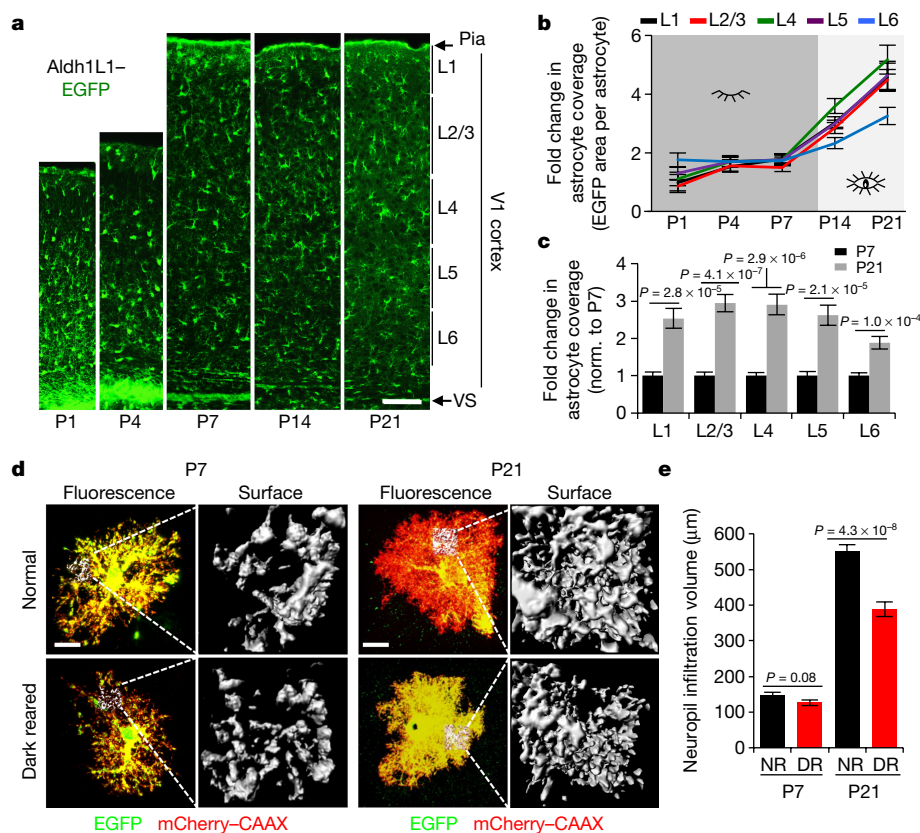 a
Aldh1L1–
EGFP
Pia
L1
L2/3
L4
L5
L6
V1 cortex
VS
P1 P4 P7 P14 P21
b
L1 L2/3 L4 L5 L6
Fold change in
astrocyte coverage
(EGFP area per astrocyte)
6
4
2
0
P1 P4 P7 P14 P21
c
P7
P21
Fold change in
astrocyte coverage
(norm. to P7)
4
3
2
1
0
P = 2.8 × 10⁻⁵
P = 4.1 × 10⁻⁷
P = 2.9 × 10⁻⁶
P = 2.1 × 10⁻⁵
P = 1.0 × 10⁻⁴
L1 L2/3 L4 L5 L6
d
P7 P21
Fluorescence Surface Fluorescence Surface
Normal
Dark reared
EGFP mCherry–CAAX EGFP mCherry–CAAX
e
Neuropil infiltration volume (μm)
600
500
400
300
200
100
0
P = 4.3 × 10⁻⁸
P = 0.08
NR DR NR DR
P7 P21